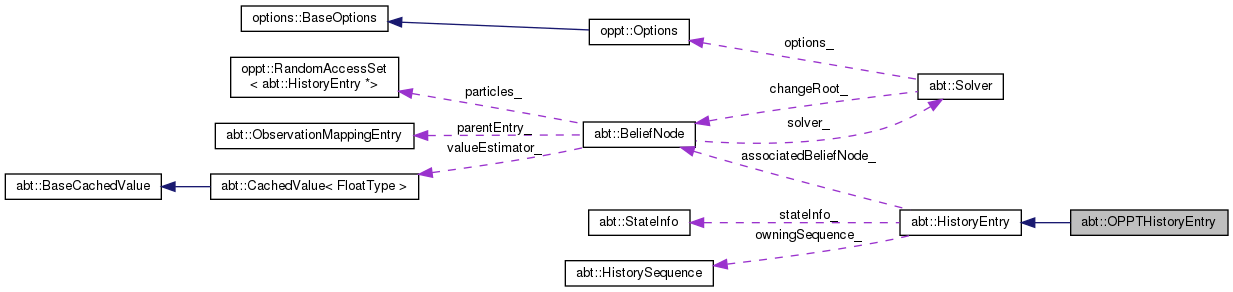 options::BaseOptions
oppt::Options
options_
oppt::RandomAccessSet
< abt::HistoryEntry *>
abt::Solver
particles_
changeRoot_
abt::ObservationMappingEntry
parentEntry_
abt::BeliefNode
solver_
valueEstimator_
associatedBeliefNode_
abt::BaseCachedValue
abt::CachedValue< FloatType >
abt::StateInfo
stateInfo_
abt::HistoryEntry
abt::OPPTHistoryEntry
owningSequence_
abt::HistorySequence